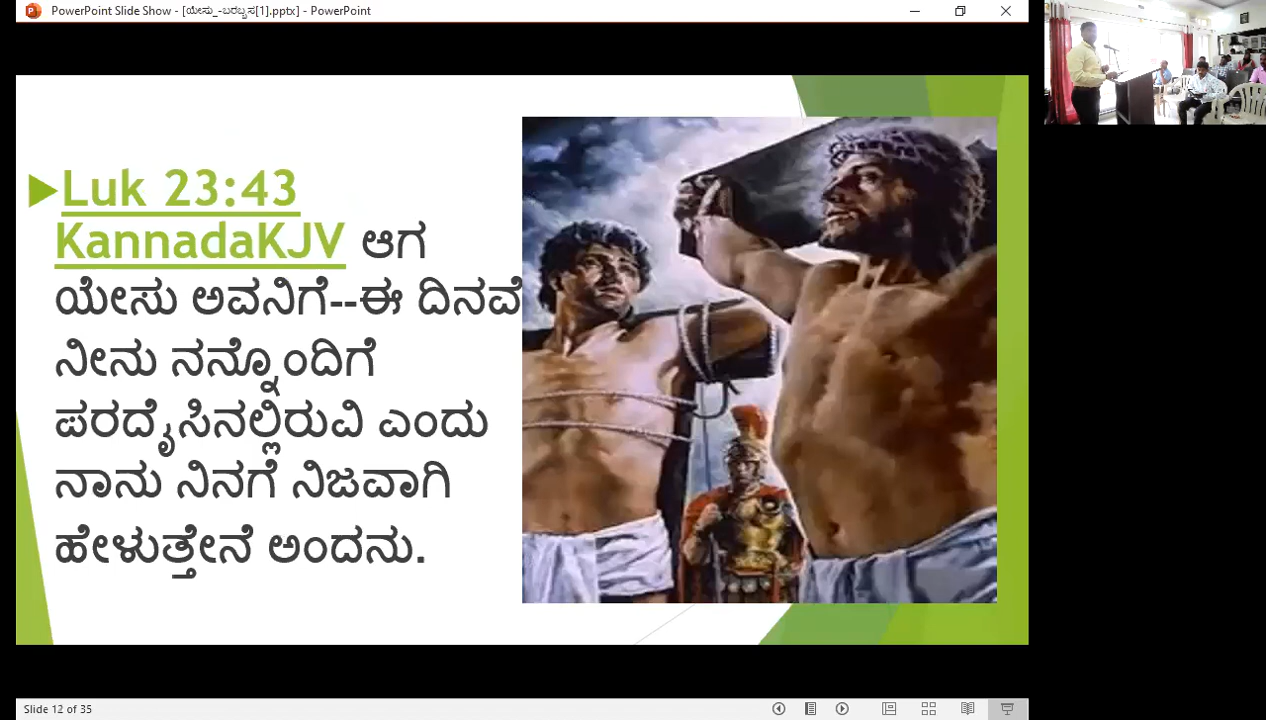 PowerPoint Slide Show - [ಯೇಸು_-ಬರಬ್ಬಸ[1].pptx] - PowerPoint
Luk 23:43
KannadaKJV ಆಗ
ಯೇಸು ಅವನಿಗೆ--ಈ ದಿನವೆ
ನೀನು ನನ್ನೊಂದಿಗೆ
ಪರದೈಸಿನಲ್ಲಿರುವಿ ಎಂದು
ನಾನು ನಿನಗೆ ನಿಜವಾಗಿ
ಹೇಳುತ್ತೇನೆ ಅಂದನು.
Slide 12 of 35